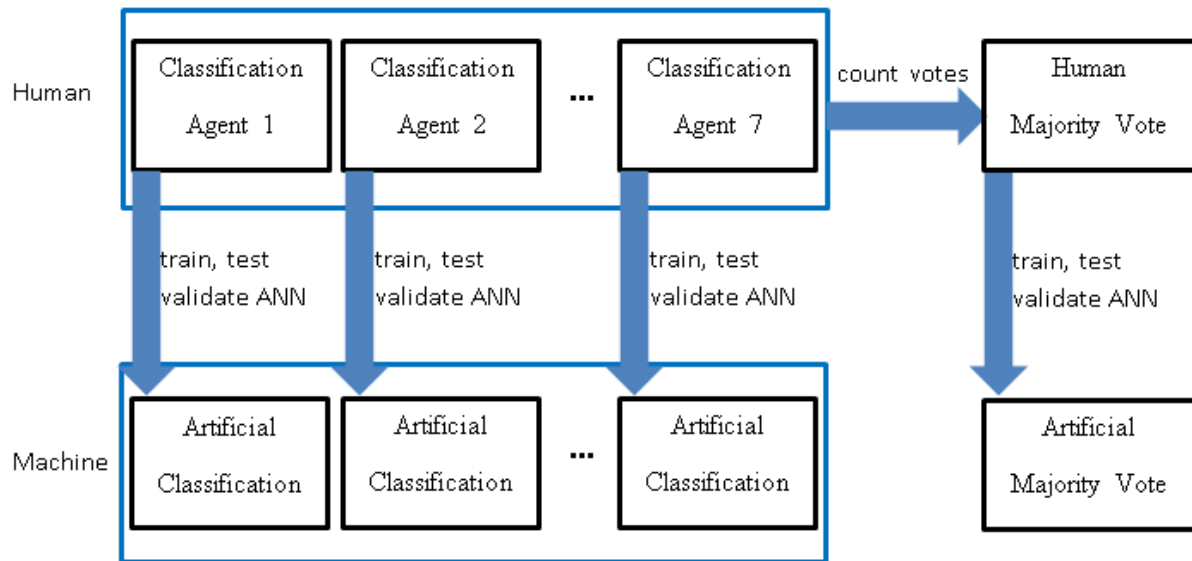 Human
Classification
Agent 1
Classification
Agent 2
...
Classification
Agent 7
count votes
Human
Majority Vote
train, test
validate ANN
train, test
validate ANN
train, test
validate ANN
train, test
validate ANN
Machine
Artificial
Classification
Artificial
Classification
...
Artificial
Classification
Artificial
Majority Vote